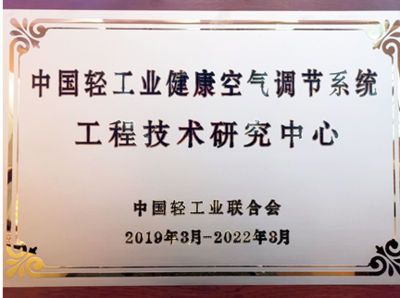 中国轻工业健康空气调节系统
工程技术研究中心
中国轻工业联合会
2019年3月-2022年3月